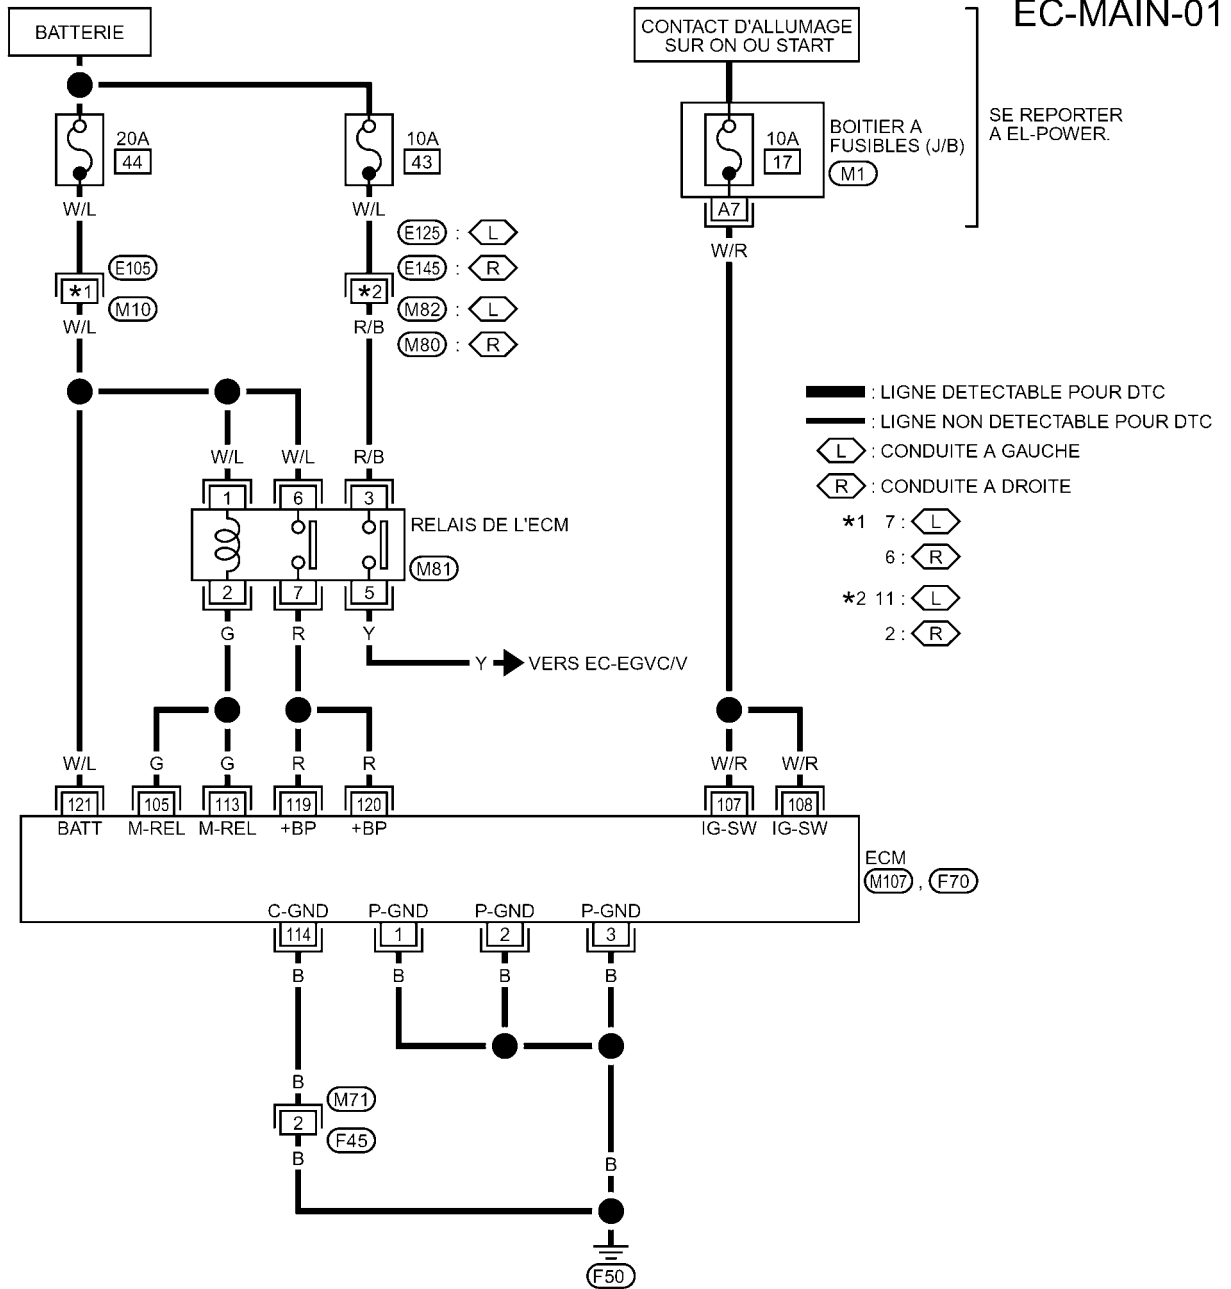 EC-MAIN-01
BATTERIE
CONTACT D'ALLUMAGE
SUR ON OU START
SE REPORTER
A EL-POWER.
20A
44
10A
43
10A
17
BOITIER A
FUSIBLES (J/B)
M1
A7
W/L
W/L
W/R
E125 : L
E145 : R
M82 : L
M80 : R
E105
*1
M10
*2
W/L
R/B
: LIGNE DETECTABLE POUR DTC
: LIGNE NON DETECTABLE POUR DTC
L : CONDUITE A GAUCHE
R : CONDUITE A DROITE
*1 7 : L
6 : R
*2 11 : L
2 : R
W/L W/L R/B
1 6 3
RELAIS DE L'ECM
M81
2 7 5
G R Y
Y VERS EC-EGVC/V
W/L G G R R W/R W/R
121 105 113 119 120 107 108
BATT M-REL M-REL +BP +BP IG-SW IG-SW
ECM
M107 , F70
C-GND P-GND P-GND P-GND
114 1 2 3
B B B B
B
M71
2
F45
B
B
F50